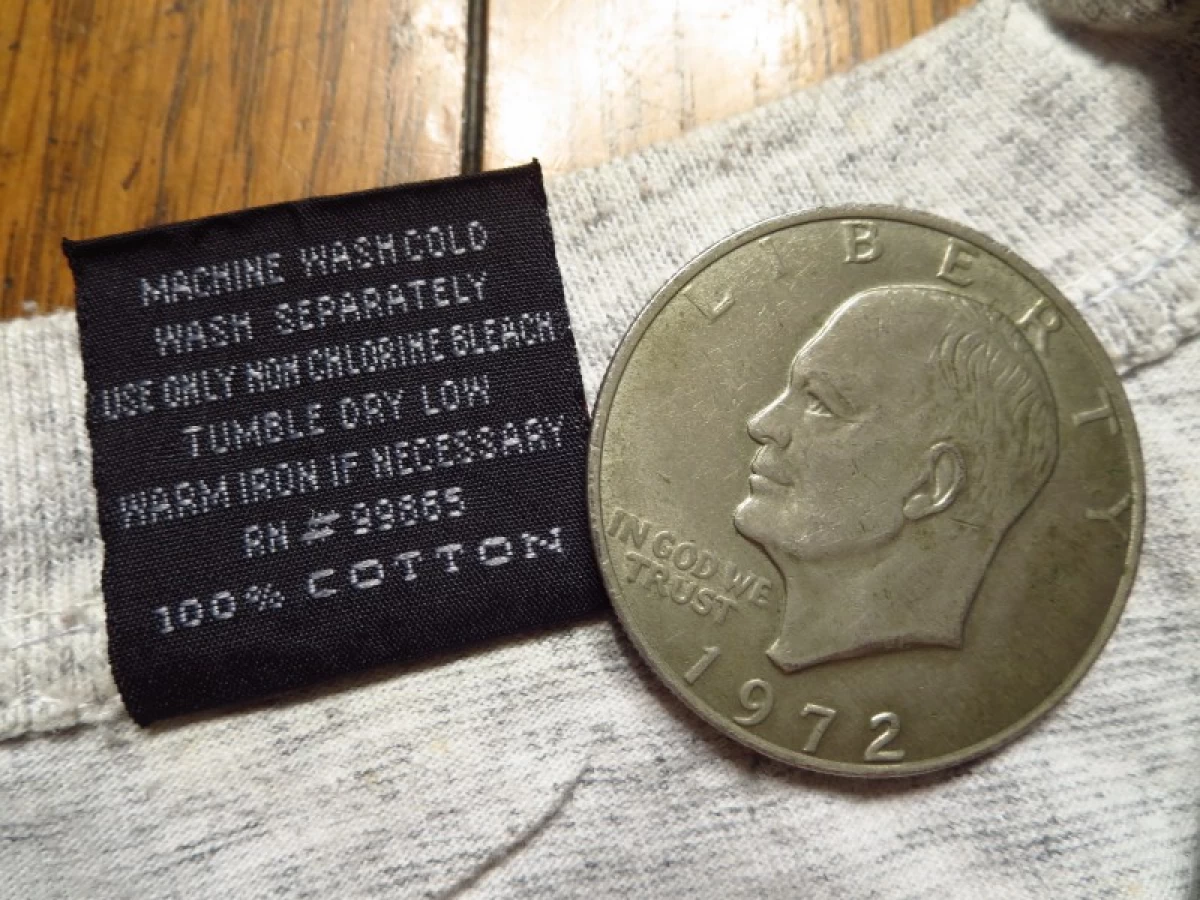 MACHINE WASH COLD
WASH SEPARATELY
USE ONLY NON CHLORINE BLEACH
TUMBLE DRY LOW
WARM IRON IF NECESSARY
RN # 99865
100% COTTON
LIBERTY
IN GOD WE
TRUST
1972